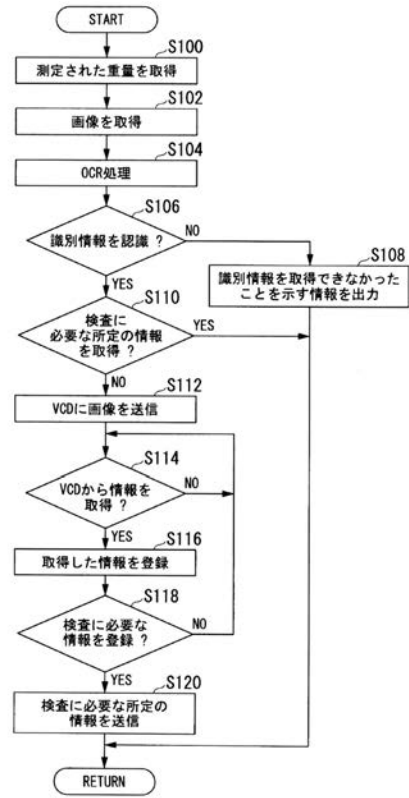 START
S100
測定された重量を取得
S102
画像を取得
S104
OCR処理
S106
識別情報を認識 ?
NO
YES
S108
識別情報を取得できなかった
ことを示す情報を出力
S110
検査に
必要な所定の情報
を取得 ?
YES
NO
S112
VCDに画像を送信
S114
VCDから情報を
取得 ?
NO
YES
S116
取得した情報を登録
S118
検査に必要な
情報を登録 ?
NO
YES
S120
検査に必要な所定の
情報を送信
RETURN